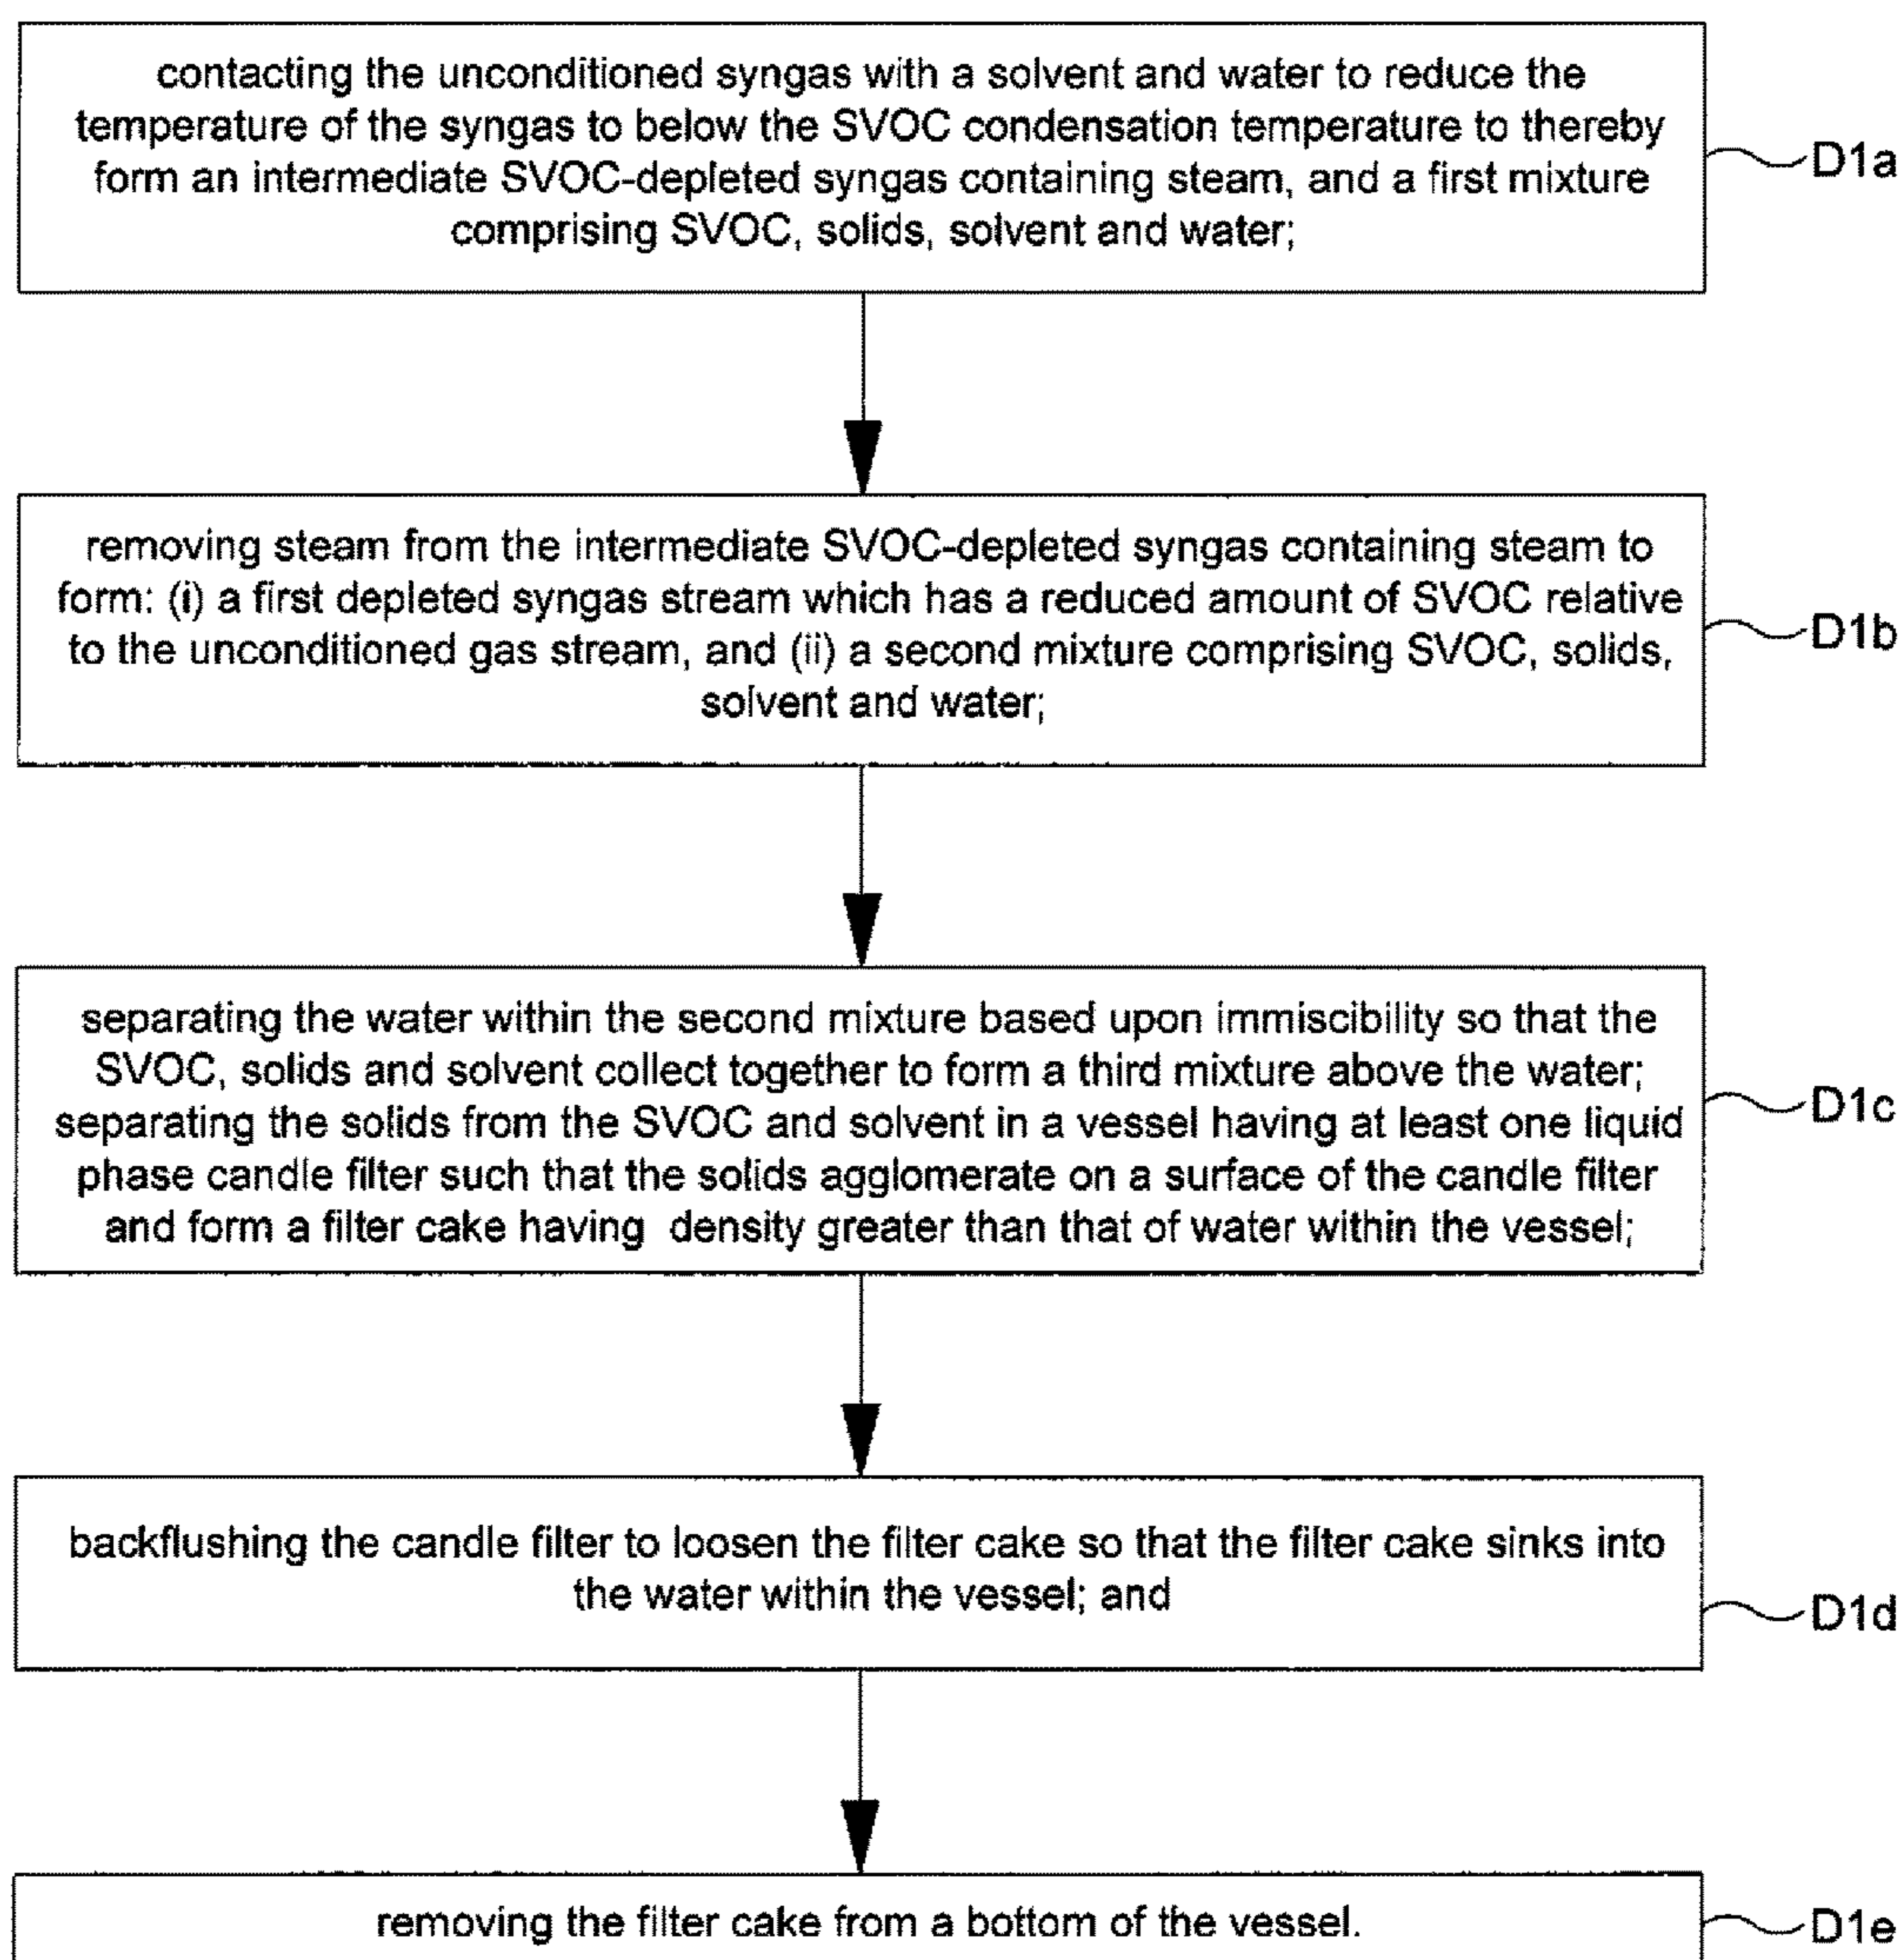 contacting the unconditioned syngas with a solvent and water to reduce the
temperature of the syngas to below the SVOC condensation temperature to thereby
form an intermediate SVOC-depleted syngas containing steam, and a first mixture
comprising SVOC, solids, solvent and water;
D1a
removing steam from the intermediate SVOC-depleted syngas containing steam to
form: (i) a first depleted syngas stream which has a reduced amount of SVOC relative
to the unconditioned gas stream, and (ii) a second mixture comprising SVOC, solids,
solvent and water;
D1b
separating the water within the second mixture based upon immiscibility so that the
SVOC, solids and solvent collect together to form a third mixture above the water;
separating the solids from the SVOC and solvent in a vessel having at least one liquid
phase candle filter such that the solids agglomerate on a surface of the candle filter
and form a filter cake having density greater than that of water within the vessel;
D1c
backflushing the candle filter to loosen the filter cake so that the filter cake sinks into
the water within the vessel; and
D1d
removing the filter cake from a bottom of the vessel.
D1e